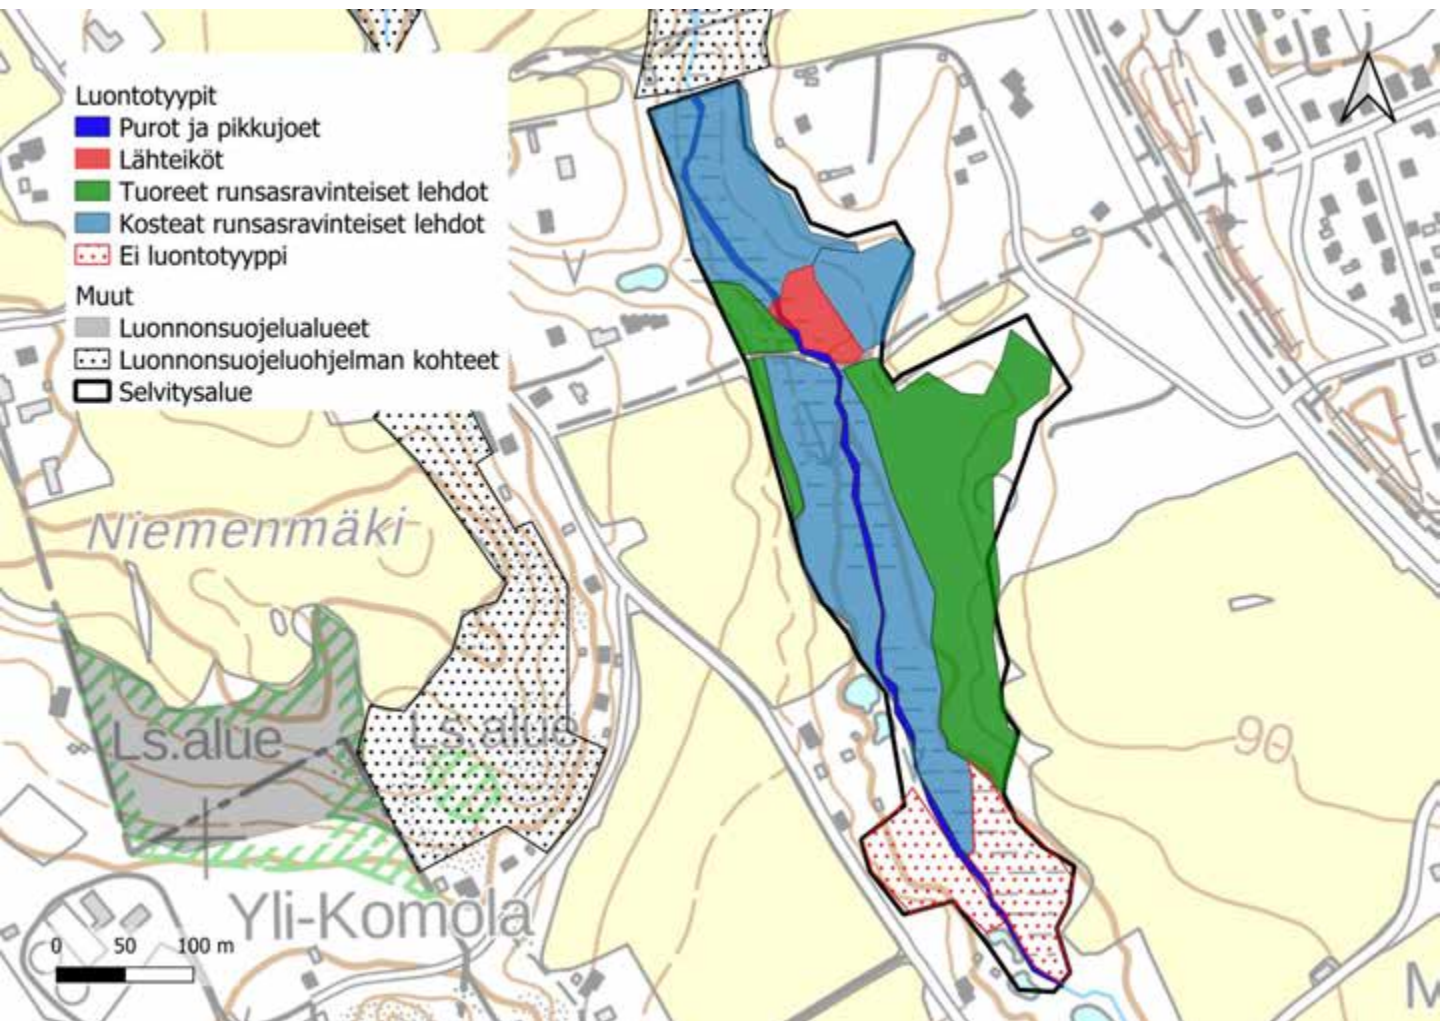 Luontotyypit
Purot ja pikkujoet
Lähteiköt
Tuoreet runsasravinteiset lehdot
Kosteat runsasravinteiset lehdot
Ei luontotyyppi
Muut
Luonnonsuojelualueet
Luonnonsuojeluohjelman kohteet
Selvitysalue
Niemenmäki
Ls.alue
Ls.alue
90
Yli-Komola
0 50 100 m
M